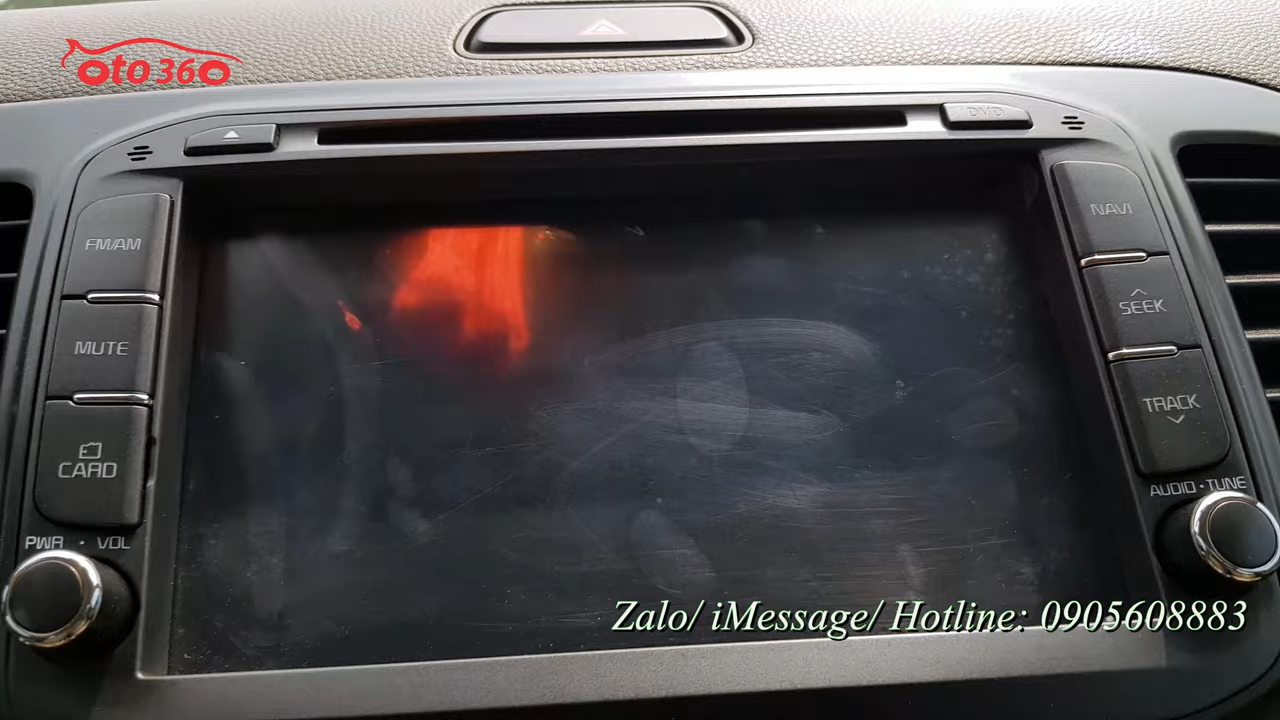 oto360
DVD
FM/AM
NAVI
SEEK
MUTE
TRACK
CARD
AUDIO · TUNE
PWR · VOL
Zalo/ iMessage/ Hotline: 0905608883